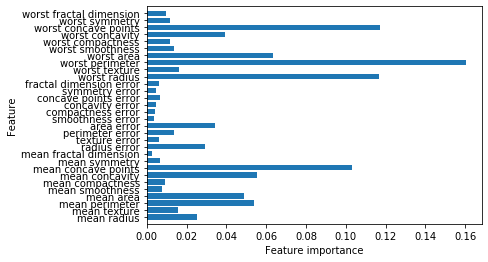 worst fractal dimension
worst symmetry
worst concave points
worst concavity
worst compactness
worst smoothness
worst area
worst perimeter
worst texture
worst radius
fractal dimension error
symmetry error
concave points error
concavity error
compactness error
smoothness error
area error
perimeter error
texture error
radius error
mean fractal dimension
mean symmetry
mean concave points
mean concavity
mean compactness
mean smoothness
mean area
mean perimeter
mean texture
mean radius
Feature
0.00 0.02 0.04 0.06 0.08 0.10 0.12 0.14 0.16
Feature importance